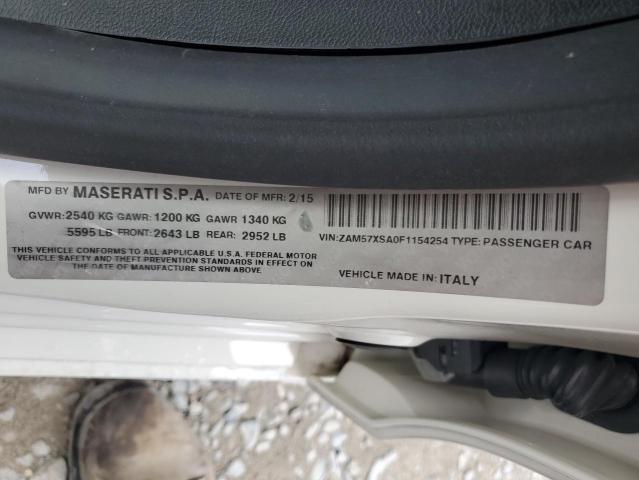 MFD BY MASERATI S.P.A. DATE OF MFR: 2/15
GVWR: 2540 KG GAWR: 1200 KG GAWR 1340 KG
5595 LB FRONT: 2643 LB REAR: 2952 LB
THIS VEHICLE CONFORMS TO ALL APPLICABLE U.S.A. FEDERAL MOTOR
VEHICLE SAFETY AND THEFT PREVENTION STANDARDS IN EFFECT ON
THE DATE OF MANUFACTURE SHOWN ABOVE.
VIN:ZAM57XSA0F1154254 TYPE: PASSENGER CAR
VEHICLE MADE IN: ITALY